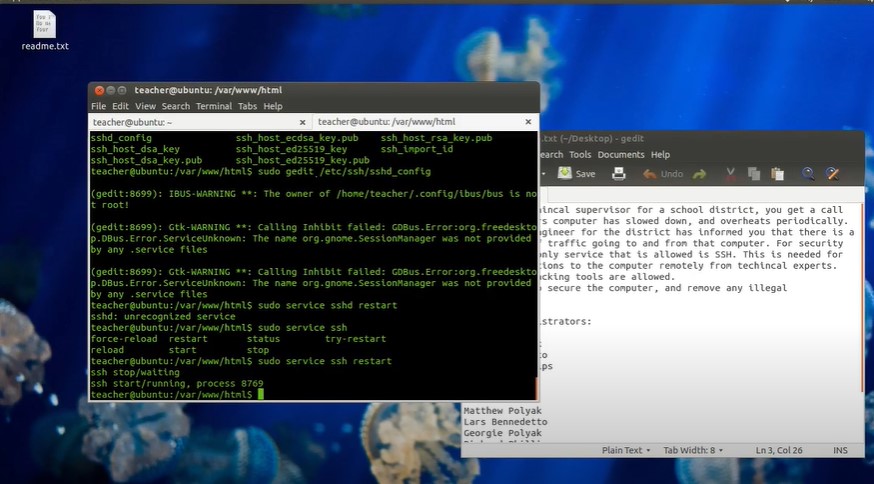 readme.txt
teacher@ubuntu: /var/www/html
File Edit View Search Terminal Tabs Help
teacher@ubuntu: ~ × teacher@ubuntu: /var/www/html ×
sshd_config ssh_host_ecdsa_key.pub ssh_host_rsa_key.pub
ssh_host_dsa_key ssh_host_ed25519_key ssh_import_id
ssh_host_dsa_key.pub ssh_host_ed25519_key.pub
teacher@ubuntu:/var/www/html$ sudo gedit /etc/ssh/sshd_config
(gedit:8699): IBUS-WARNING **: The owner of /home/teacher/.config/ibus/bus is no
t root!
(gedit:8699): Gtk-WARNING **: Calling Inhibit failed: GDBus.Error:org.freedeskto
p.DBus.Error.ServiceUnknown: The name org.gnome.SessionManager was not provided
by any .service files
(gedit:8699): Gtk-WARNING **: Calling Inhibit failed: GDBus.Error:org.freedeskto
p.DBus.Error.ServiceUnknown: The name org.gnome.SessionManager was not provided
by any .service files
teacher@ubuntu:/var/www/html$ sudo service sshd restart
sshd: unrecognized service
teacher@ubuntu:/var/www/html$ sudo service ssh
force-reload restart status try-restart
reload start stop
teacher@ubuntu:/var/www/html$ sudo service ssh restart
ssh stop/waiting
ssh start/running, process 8769
teacher@ubuntu:/var/www/html$
.txt (~/Desktop) - gedit
earch Tools Documents Help
Save Undo
hincal supervisor for a school district, you get a call
s computer has slowed down, and overheats periodically.
gineer for the district has informed you that there is a
traffic going to and from that computer. For security
only service that is allowed is SSH. This is needed for
tions to the computer remotely from techincal experts.
acking tools are allowed.
o secure the computer, and remove any illegal
istrators:
to
ips
Matthew Polyak
Lars Bennedetto
Georgie Polyak
Plain Text Tab Width: 8 Ln 3, Col 26 INS